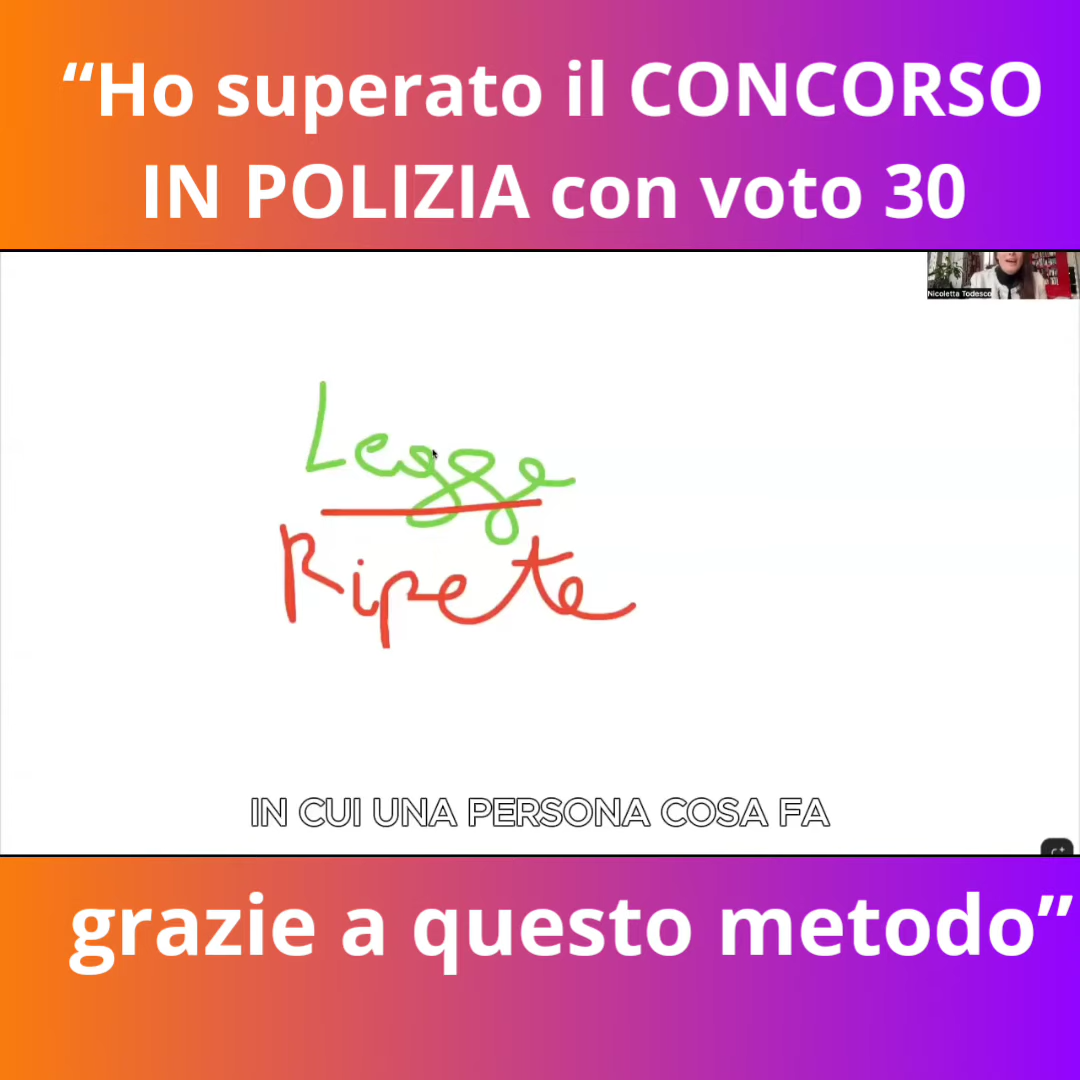 “Ho superato il CONCORSO
IN POLIZIA con voto 30
Nicoletta Todesco
Legge
Ripete
IN CUI UNA PERSONA COSA FA
grazie a questo metodo”